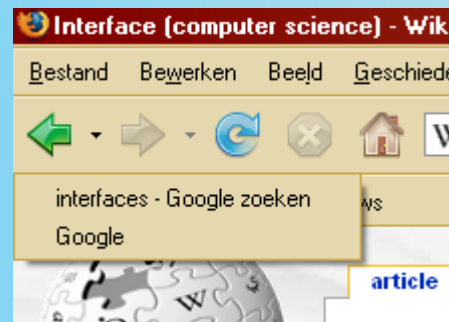 Interface (computer science) - Wik
Bestand Bewerken Beeld Geschiede
W
interfaces - Google zoeken
Google
ws
article
W